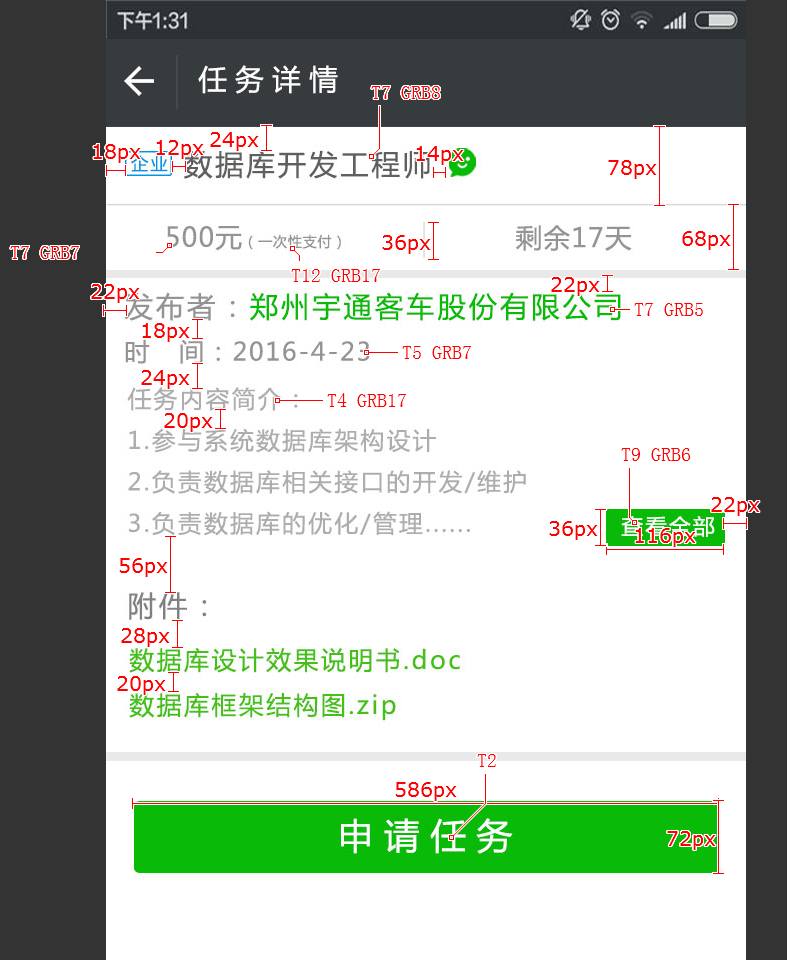 下午1:31
任务详情
T7 GRB8
18px
12px
24px
14px
78px
企业 数据库开发工程师
T7 GRB7
500元（一次性支付）
36px
剩余17天
68px
T12 GRB17
22px
22px
发布者：郑州宇通客车股份有限公司
T7 GRB5
18px
时 间：2016-4-23
T5 GRB7
24px
任务内容简介：
T4 GRB17
20px
1.参与系统数据库架构设计
T9 GRB6
2.负责数据库相关接口的开发/维护
22px
3.负责数据库的优化/管理......
36px
查看全部
116px
56px
附件：
28px
数据库设计效果说明书.doc
20px
数据库框架结构图.zip
T2
586px
申请任务
72px